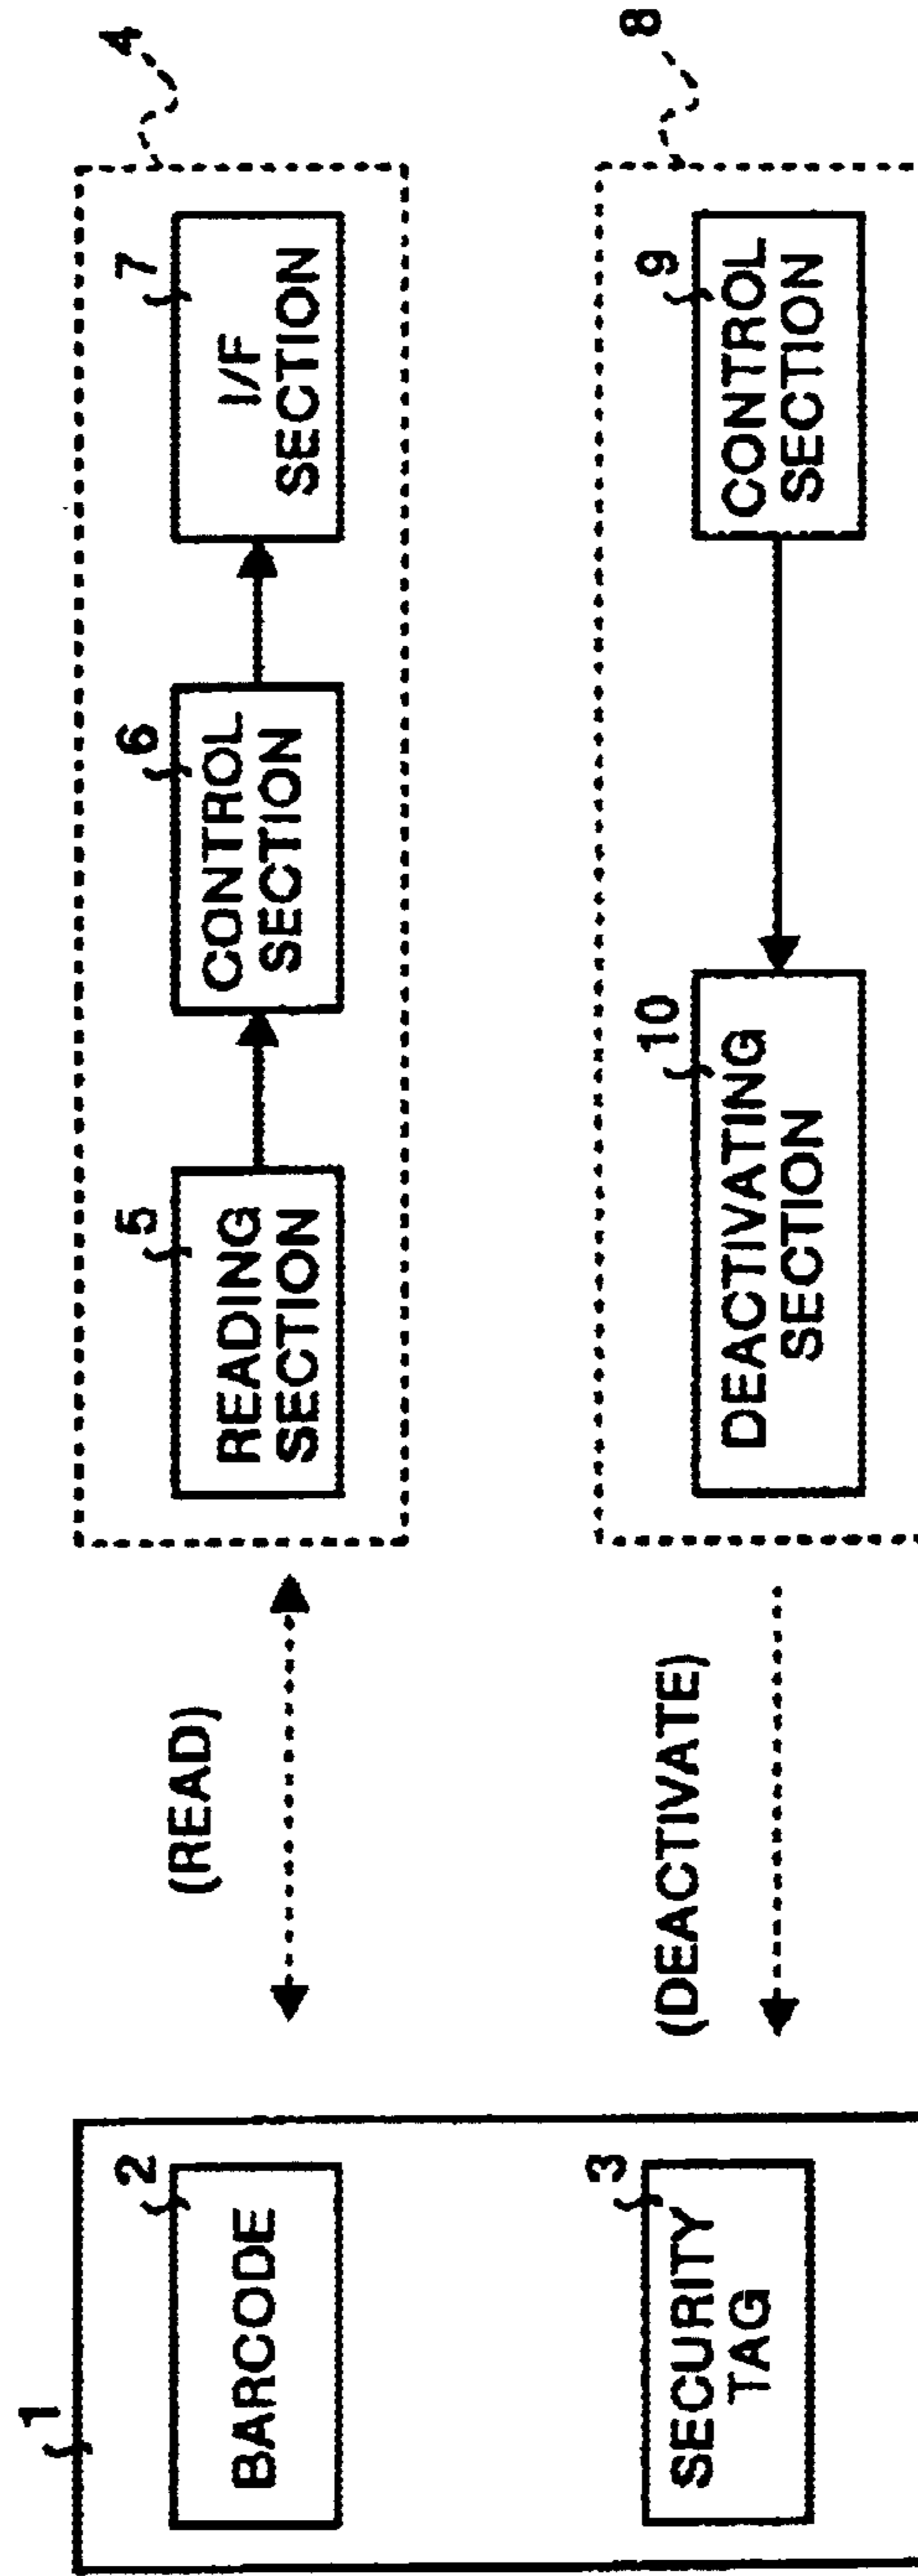 1
2
BARCODE
3
SECURITY
TAG
(READ)
(DEACTIVATE)
4
5
READING
SECTION
6
CONTROL
SECTION
7
I/F
SECTION
8
10
DEACTIVATING
SECTION
9
CONTROL
SECTION